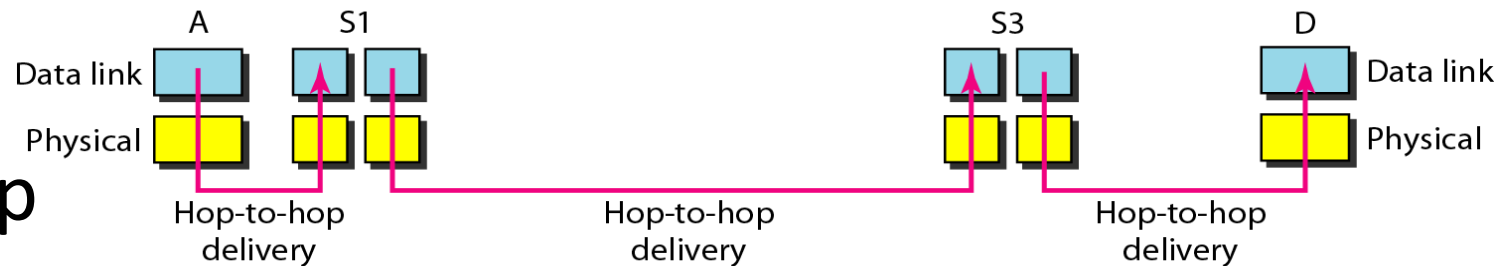 A S1 S3 D
Data link Data link
Physical Physical
p
Hop-to-hop Hop-to-hop Hop-to-hop
delivery delivery delivery